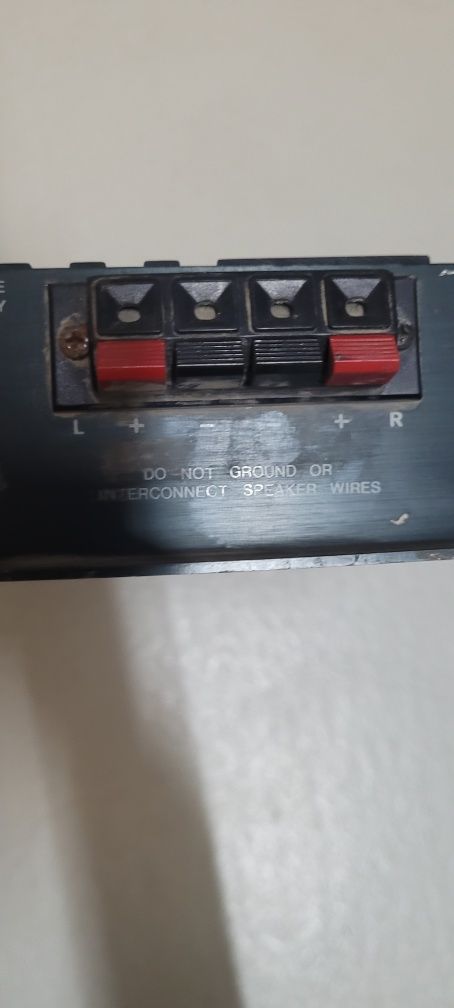 L + - + R
DO NOT GROUND OR
INTERCONNECT SPEAKER WIRES